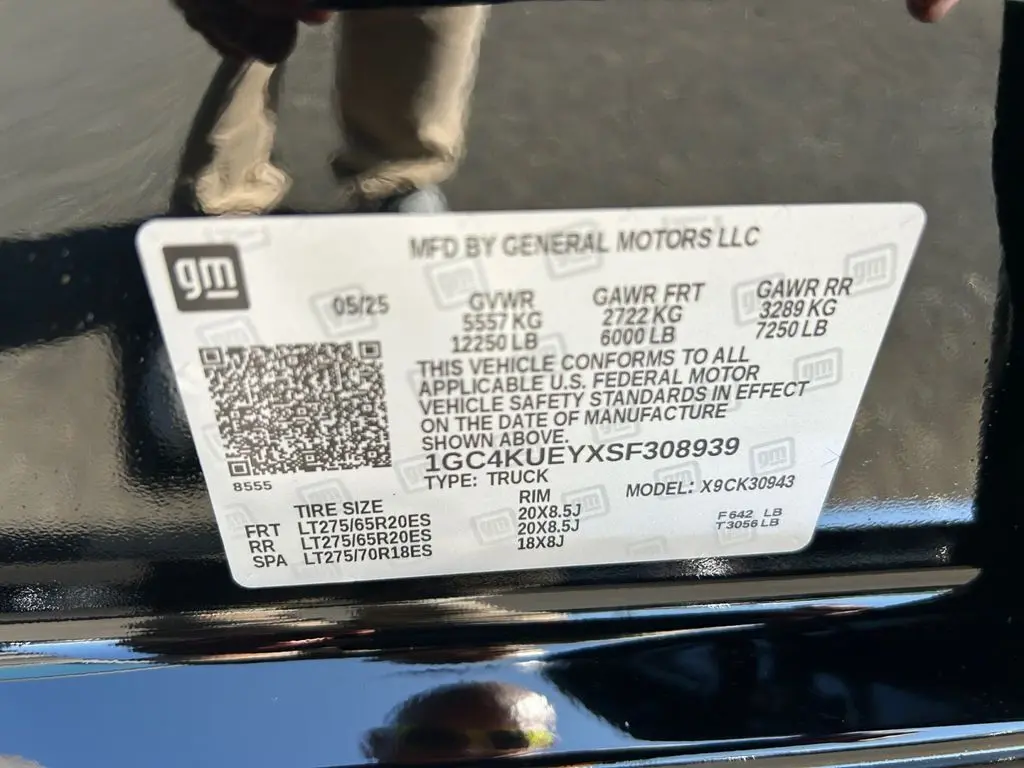 gm
MFD BY GENERAL MOTORS LLC
05/25
GVWR
5557 KG
12250 LB
GAWR FRT
2722 KG
6000 LB
GAWR RR
3289 KG
7250 LB
THIS VEHICLE CONFORMS TO ALL
APPLICABLE U.S. FEDERAL MOTOR
VEHICLE SAFETY STANDARDS IN EFFECT
ON THE DATE OF MANUFACTURE
SHOWN ABOVE.
1GC4KUEYXSF308939
8555
TYPE: TRUCK
MODEL: X9CK30943
TIRE SIZE RIM
FRT LT275/65R20ES 20X8.5J
RR LT275/65R20ES 20X8.5J
SPA LT275/70R18ES 18X8J
F 642 LB
T 3056 LB